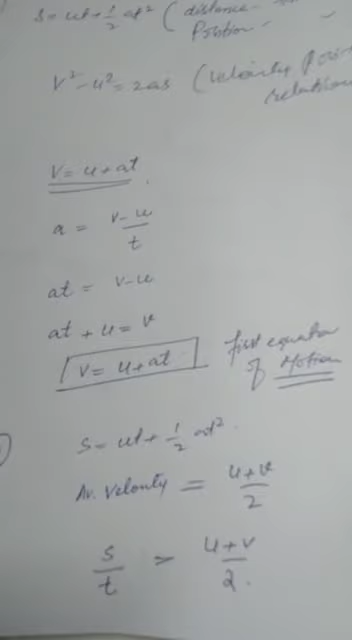 s = ut + 1/2 at² (distance-
Position-
v² - u² = 2as (velocity
relation
v = u + at
a = v - u / t
at = v - u
at + u = v
v = u + at first equation
of Motion
s = ut + 1/2 at².
Av. Velocity = u + v / 2
s / t = u + v / 2.